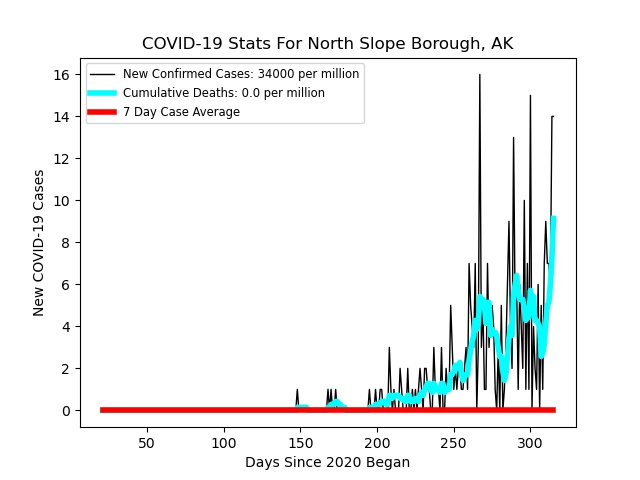 COVID-19 Stats For North Slope Borough, AK
New Confirmed Cases: 34000 per million
Cumulative Deaths: 0.0 per million
7 Day Case Average
16
14
12
10
8
6
4
2
0
New COVID-19 Cases
50 100 150 200 250 300
Days Since 2020 Began